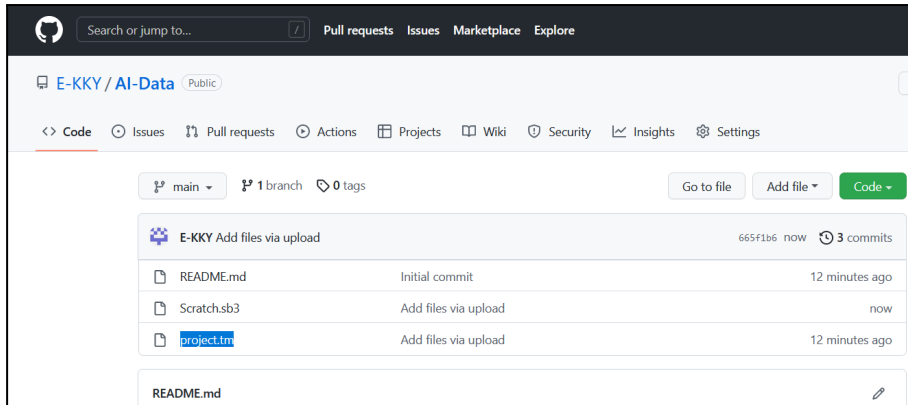 Search or jump to... / Pull requests Issues Marketplace Explore
E-KKY / AI-Data Public
<> Code Issues Pull requests Actions Projects Wiki Security Insights Settings
main 1 branch 0 tags Go to file Add file Code
E-KKY Add files via upload 665f1b6 now 3 commits
README.md Initial commit 12 minutes ago
Scratch.sb3 Add files via upload now
project.tm Add files via upload 12 minutes ago
README.md